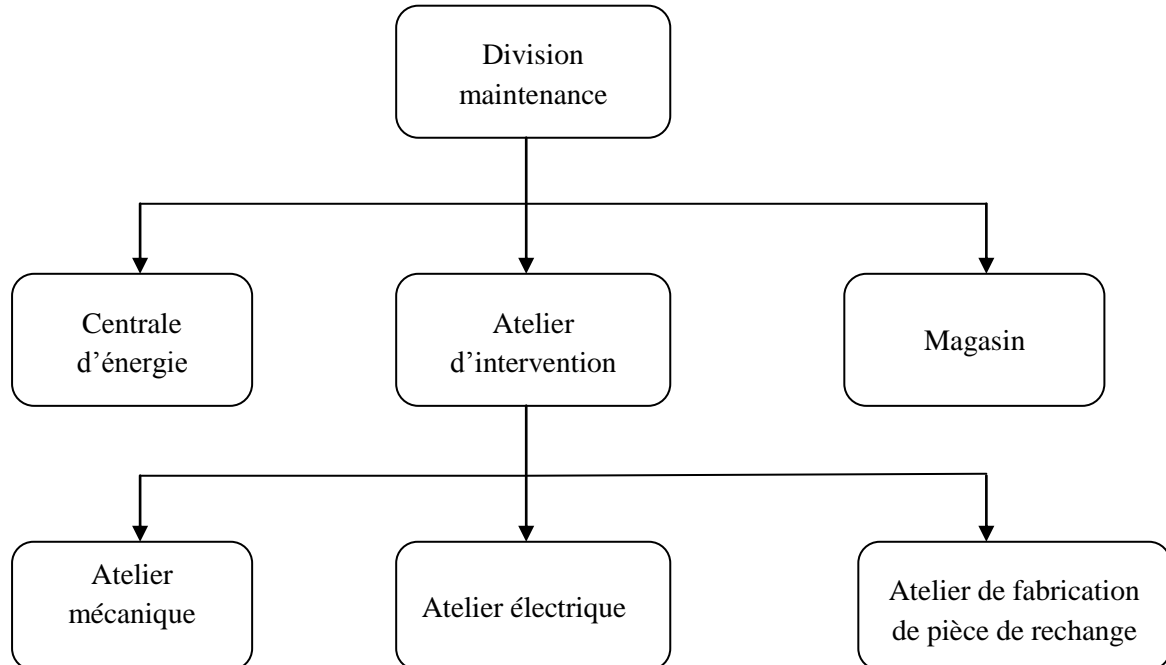 Division
maintenance
Centrale
d’énergie
Atelier
d’intervention
Magasin
Atelier
mécanique
Atelier électrique
Atelier de fabrication
de pièce de rechange